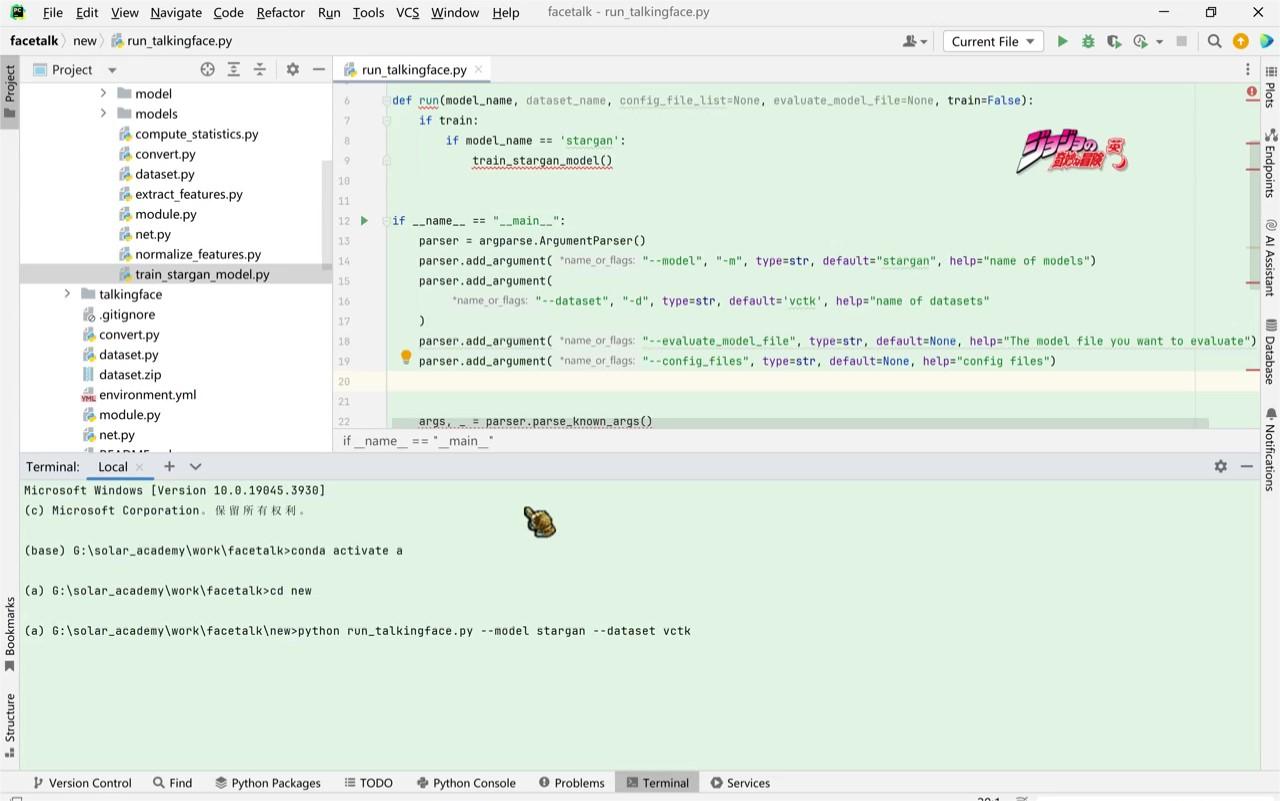 File Edit View Navigate Code Refactor Run Tools VCS Window Help facetalk - run_talkingface.py
facetalk new run_talkingface.py Current File
Project
Project
run_talkingface.py
model
models
compute_statistics.py
convert.py
dataset.py
extract_features.py
module.py
net.py
normalize_features.py
train_stargan_model.py
talkingface
.gitignore
convert.py
dataset.py
dataset.zip
environment.yml
module.py
net.py
6 def run(model_name, dataset_name, config_file_list=None, evaluate_model_file=None, train=False):
7 if train:
8 if model_name == 'stargan':
9 train_stargan_model()
10
11
12 if __name__ == "__main__":
13 parser = argparse.ArgumentParser()
14 parser.add_argument( *name_or_flags: "--model", "-m", type=str, default="stargan", help="name of models")
15 parser.add_argument(
16 *name_or_flags: "--dataset", "-d", type=str, default='vctk', help="name of datasets"
17 )
18 parser.add_argument( *name_or_flags: "--evaluate_model_file", type=str, default=None, help="The model file you want to evaluate")
19 parser.add_argument( *name_or_flags: "--config_files", type=str, default=None, help="config files")
20
21
22 args, _ = parser.parse_known_args()
if __name__ == "__main__"
ジョジョの
奇妙な冒険
英
Plots
Endpoints
AI Assistant
Database
Notifications
Terminal: Local
Microsoft Windows [Version 10.0.19045.3930]
(c) Microsoft Corporation。保留所有权利。
(base) G:\solar_academy\work\facetalk>conda activate a
(a) G:\solar_academy\work\facetalk>cd new
(a) G:\solar_academy\work\facetalk\new>python run_talkingface.py --model stargan --dataset vctk
Bookmarks
Structure
Version Control Find Python Packages TODO Python Console Problems Terminal Services